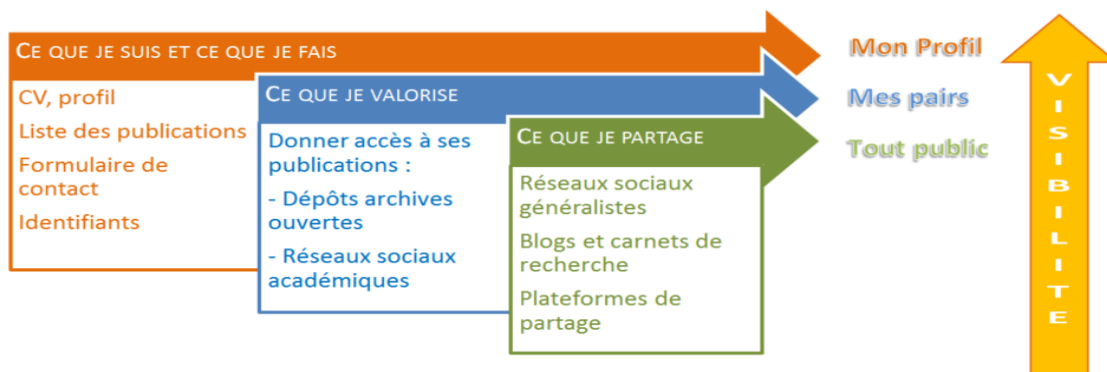 CE QUE JE SUIS ET CE QUE JE FAIS
CV, profil
Liste des publications
Formulaire de
contact
Identifiants
CE QUE JE VALORISE
Donner accès à ses
publications :
- Dépôts archives
ouvertes
- Réseaux sociaux
académiques
CE QUE JE PARTAGE
Réseaux sociaux
généralistes
Blogs et carnets de
recherche
Plateformes de
partage
Mon Profil
Mes pairs
Tout public
VISIBILITE